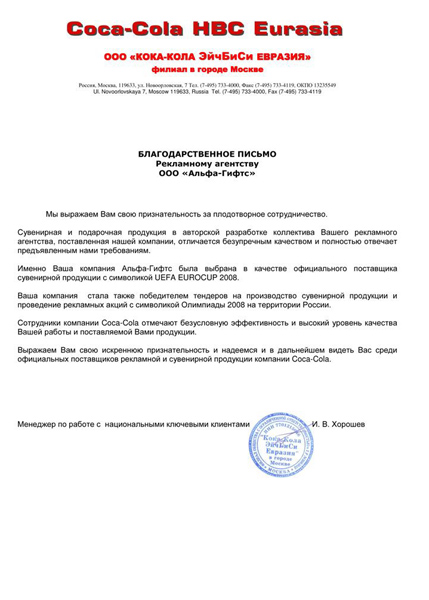 Coca-Cola HBC Eurasia
ООО «КОКА-КОЛА ЭйчБиСи ЕВРАЗИЯ»
филиал в городе Москве
Россия, Москва, 119633, ул. Новоорловская, 7 Тел. (7-495) 733-4000, Факс (7-495) 733-4119, ОКПО 13235549
Ul. Novoorlovskaya 7, Moscow 119633, Russia Tel. (7-495) 733-4000, Fax (7-495) 733-4119
БЛАГОДАРСТВЕННОЕ ПИСЬМО
Рекламному агентству
ООО «Альфа-Гифтс»
Мы выражаем Вам свою признательность за плодотворное сотрудничество.
Сувенирная и подарочная продукция в авторской разработке коллектива Вашего рекламного
агентства, поставленная нашей компании, отличается безупречным качеством и полностью отвечает
предъявленным нами требованиям.
Именно Ваша компания Альфа-Гифтс была выбрана в качестве официального поставщика
сувенирной продукции с символикой UEFA EUROCUP 2008.
Ваша компания стала также победителем тендеров на производство сувенирной продукции и
проведение рекламных акций с символикой Олимпиады 2008 на территории России.
Сотрудники компании Coca-Cola отмечают безусловную эффективность и высокий уровень качества
Вашей работы и поставляемой Вами продукции.
Выражаем Вам свою искреннюю признательность и надеемся и в дальнейшем видеть Вас среди
официальных поставщиков рекламной и сувенирной продукции компании Coca-Cola.
Менеджер по работе с национальными ключевыми клиентами И. В. Хорошев
"Кока-Кола
ЭйчБиСи
Евразия"
в городе
Москве